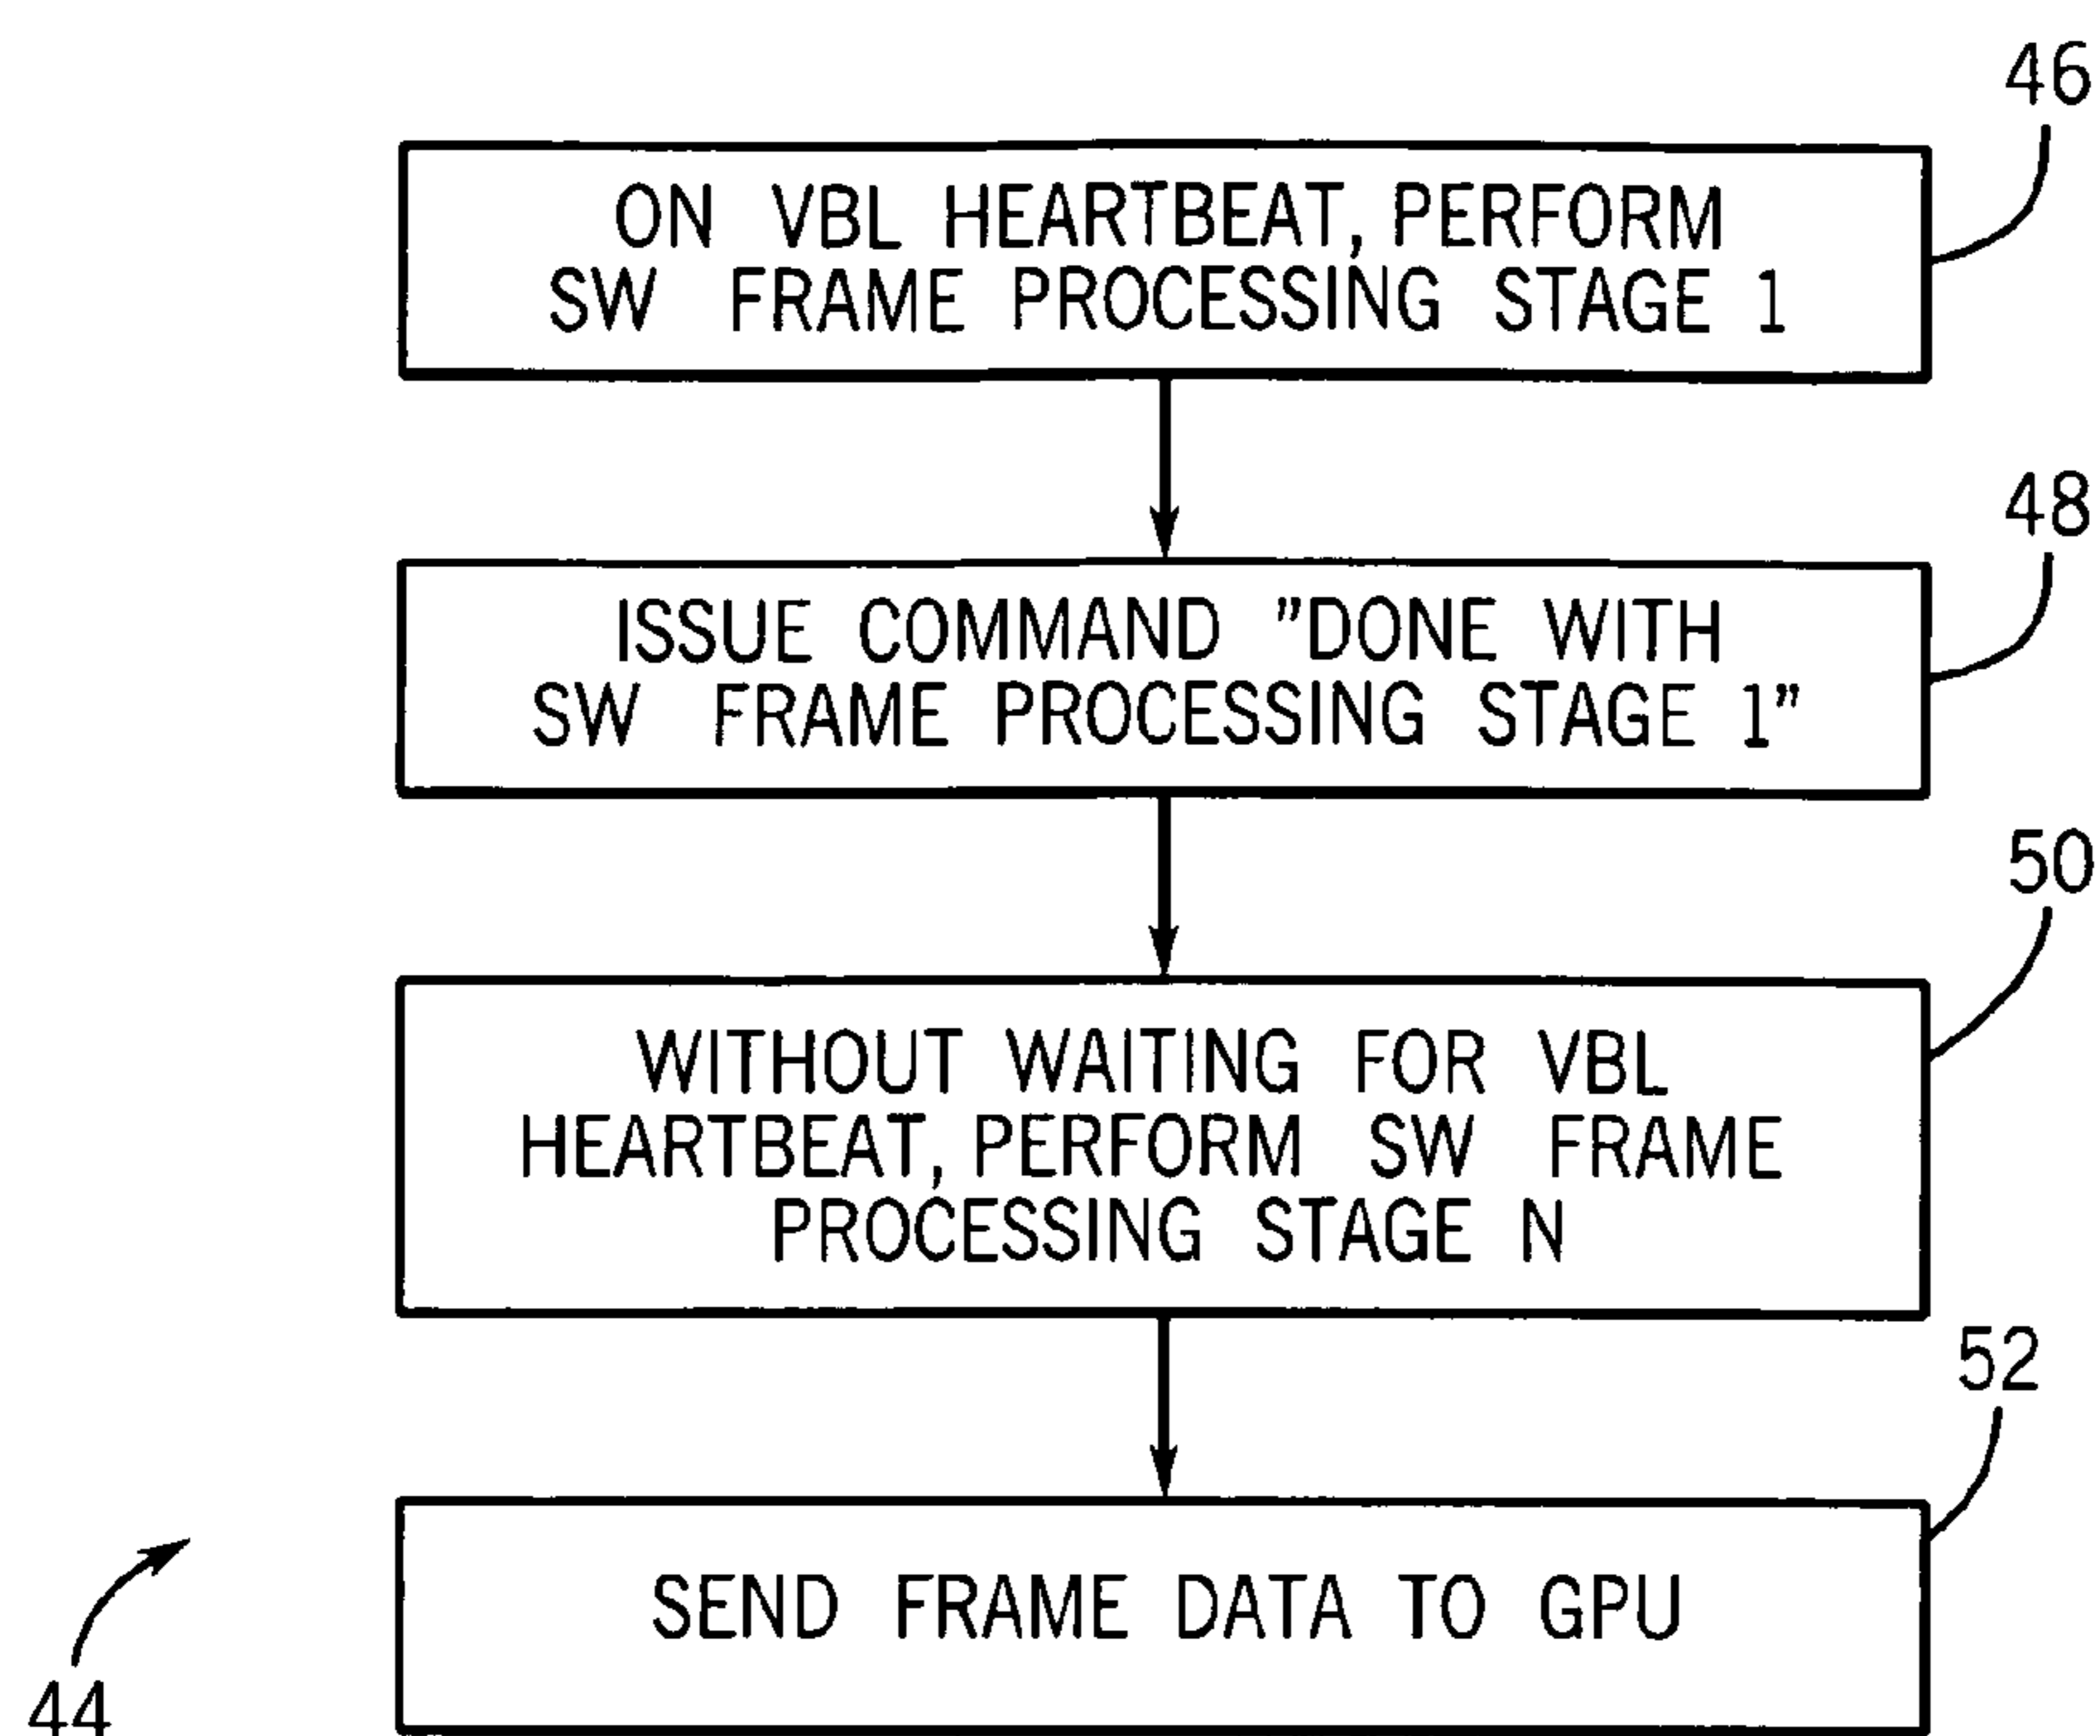 46
ON VBL HEARTBEAT, PERFORM
SW FRAME PROCESSING STAGE 1
48
ISSUE COMMAND "DONE WITH
SW FRAME PROCESSING STAGE 1"
50
WITHOUT WAITING FOR VBL
HEARTBEAT, PERFORM SW FRAME
PROCESSING STAGE N
52
SEND FRAME DATA TO GPU
44